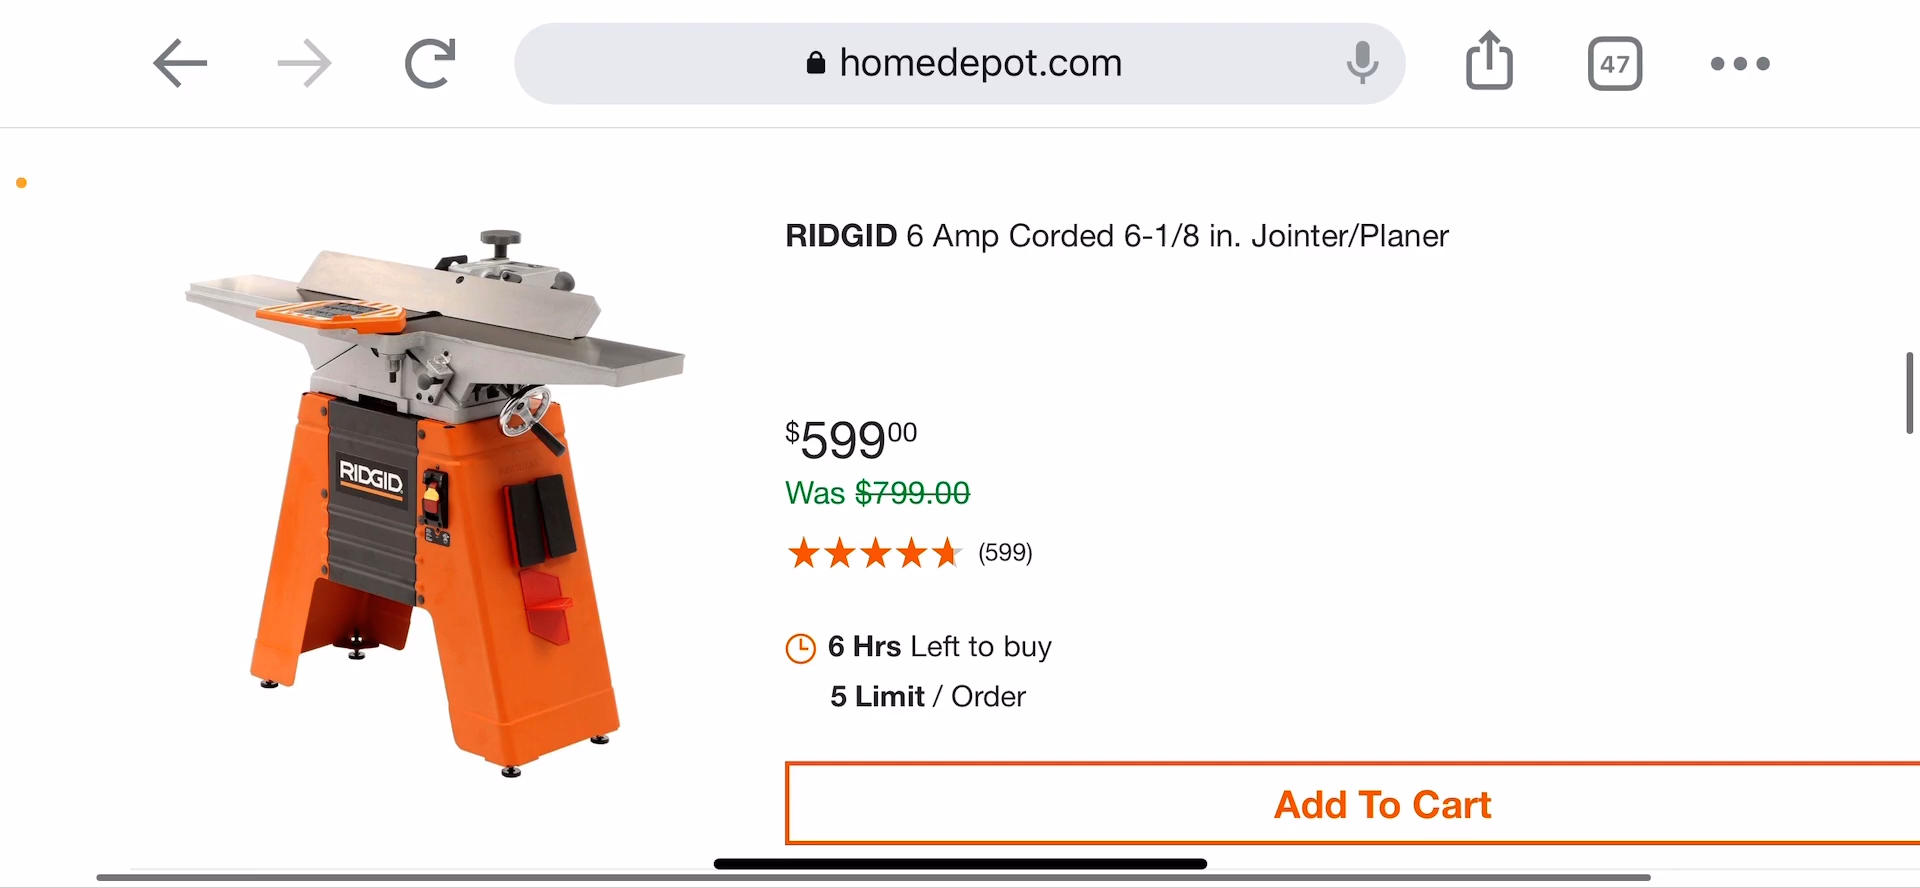 homedepot.com
47
RIDGID 6 Amp Corded 6-1/8 in. Jointer/Planer
RIDGID
$59900
Was $799.00
(599)
6 Hrs Left to buy
5 Limit / Order
Add To Cart